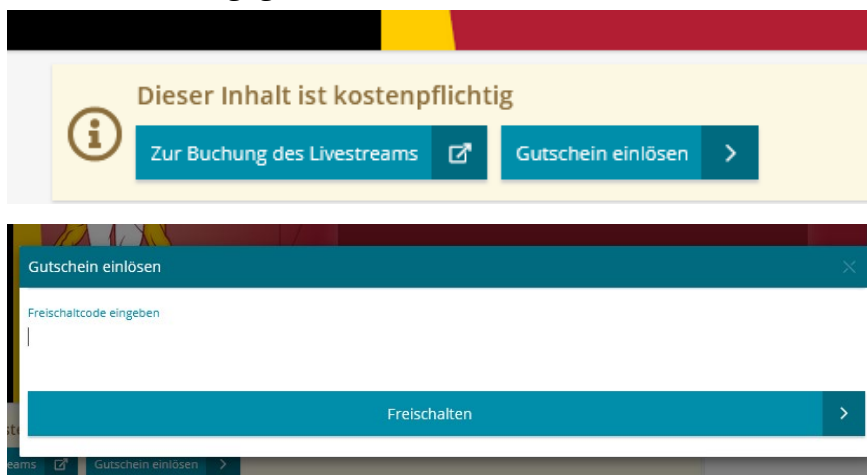 Dieser Inhalt ist kostenpflichtig
Zur Buchung des Livestreams
Gutschein einlösen
Gutschein einlösen
Freischaltcode eingeben
Freischalten
Gutschein einlösen